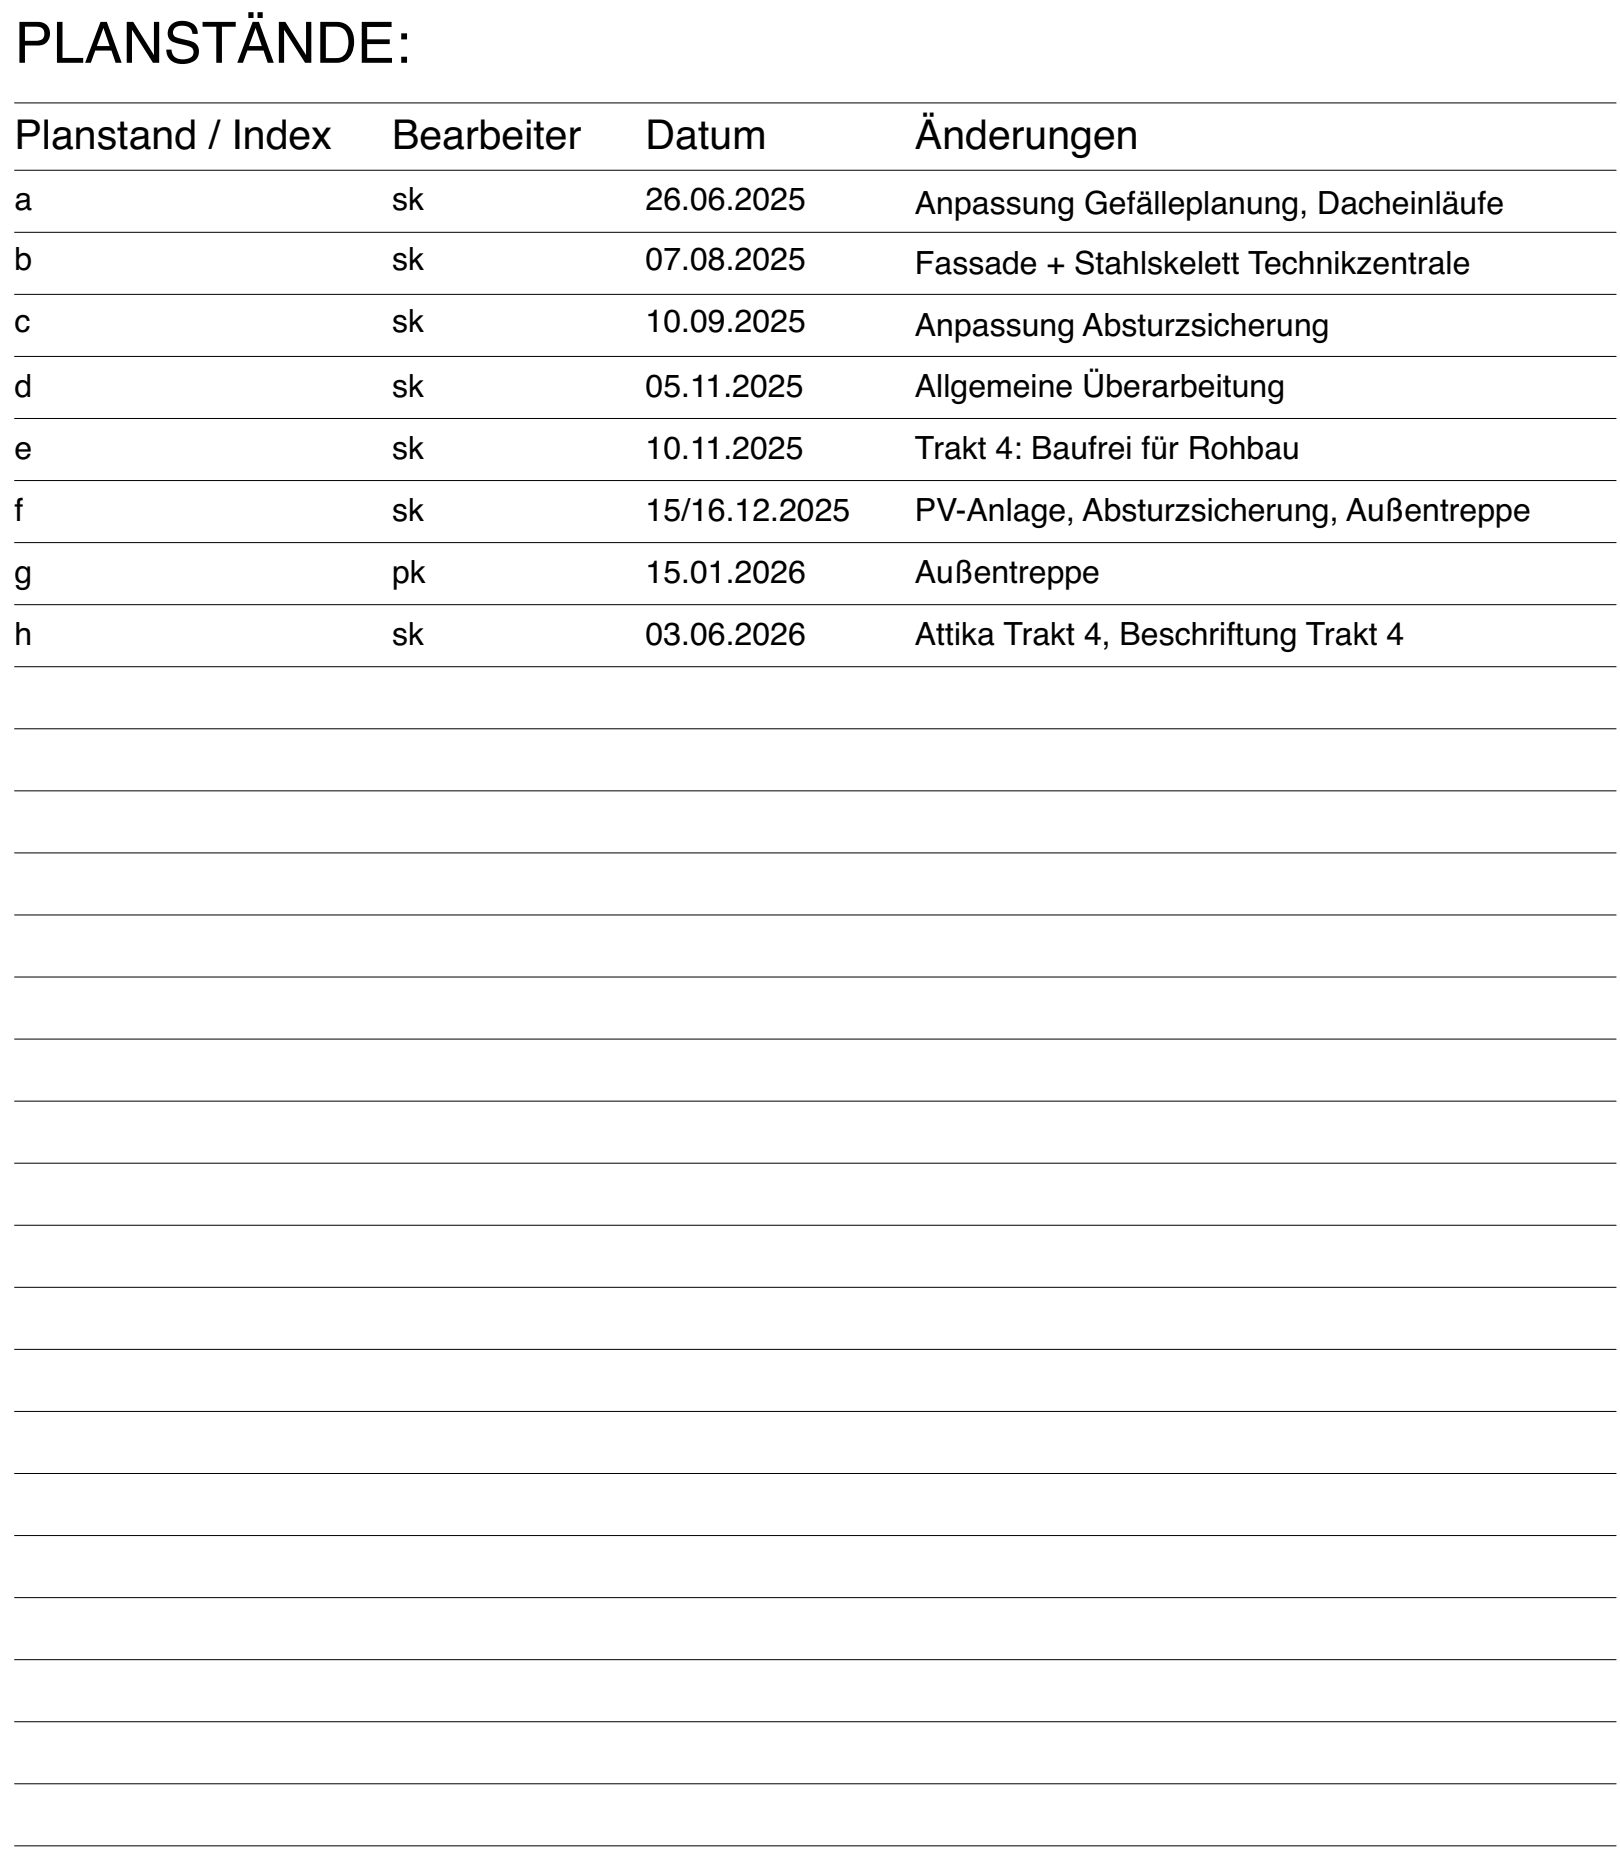 PLANSTÄNDE:
Planstand / Index Bearbeiter Datum Änderungen
a sk 26.06.2025 Anpassung Gefälleplanung, Dacheinläufe
b sk 07.08.2025 Fassade + Stahlskelett Technikzentrale
c sk 10.09.2025 Anpassung Absturzsicherung
d sk 05.11.2025 Allgemeine Überarbeitung
e sk 10.11.2025 Trakt 4: Baufrei für Rohbau
f sk 15/16.12.2025 PV-Anlage, Absturzsicherung, Außentreppe
g pk 15.01.2026 Außentreppe
h sk 03.06.2026 Attika Trakt 4, Beschriftung Trakt 4